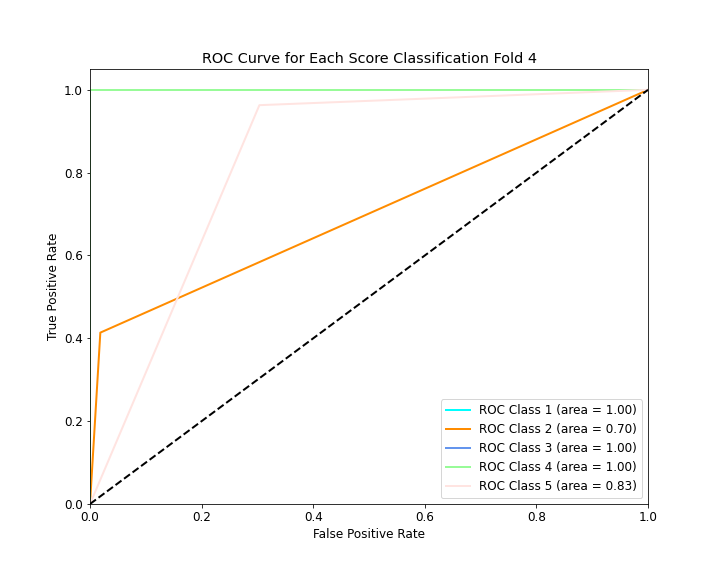 ROC Curve for Each Score Classification Fold 4
True Positive Rate
1.0
0.8
0.6
0.4
0.2
0.0
ROC Class 1 (area = 1.00)
ROC Class 2 (area = 0.70)
ROC Class 3 (area = 1.00)
ROC Class 4 (area = 1.00)
ROC Class 5 (area = 0.83)
0.0 0.2 0.4 0.6 0.8 1.0
False Positive Rate